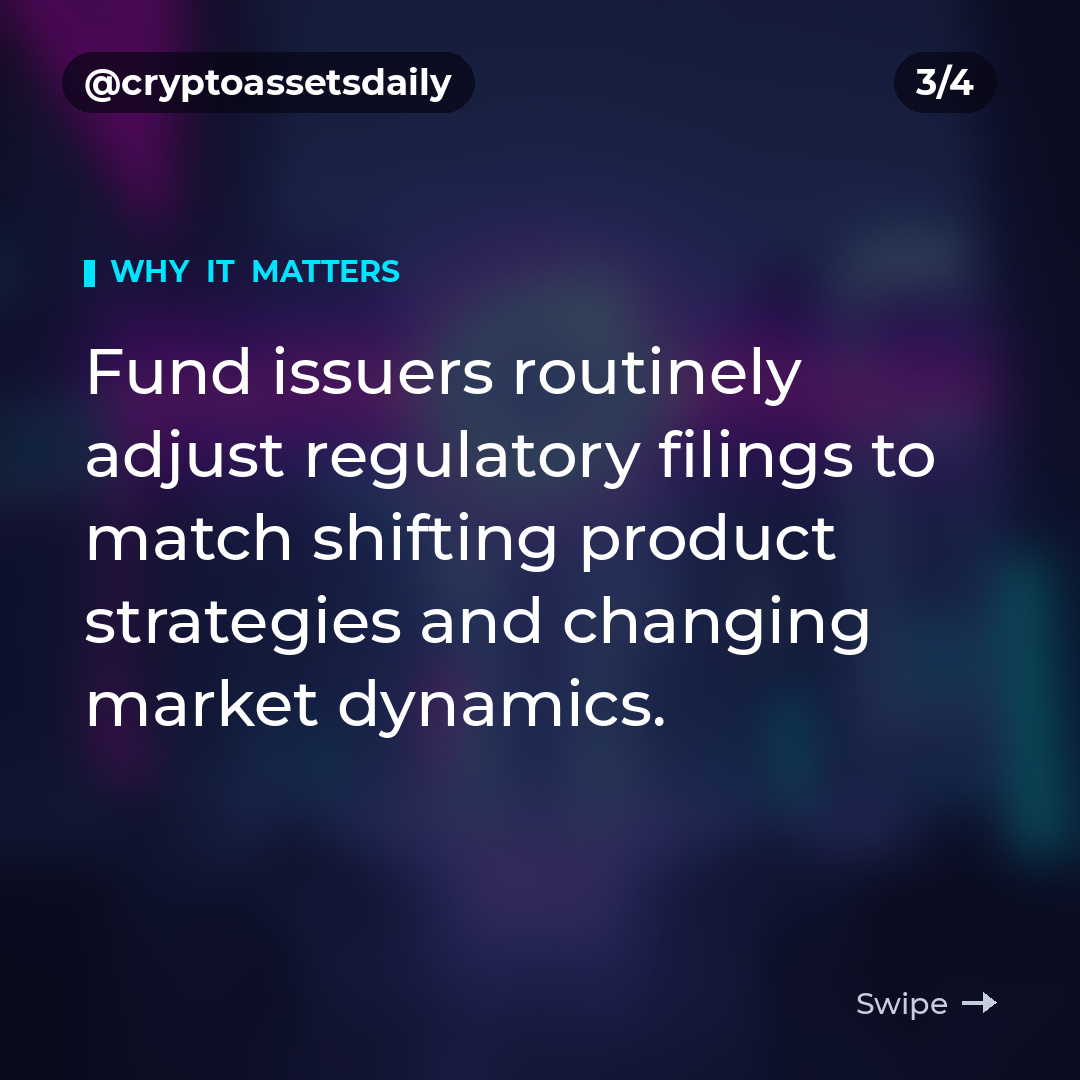 @cryptoassetsdaily
3/4
WHY IT MATTERS
Fund issuers routinely
adjust regulatory filings to
match shifting product
strategies and changing
market dynamics.
Swipe